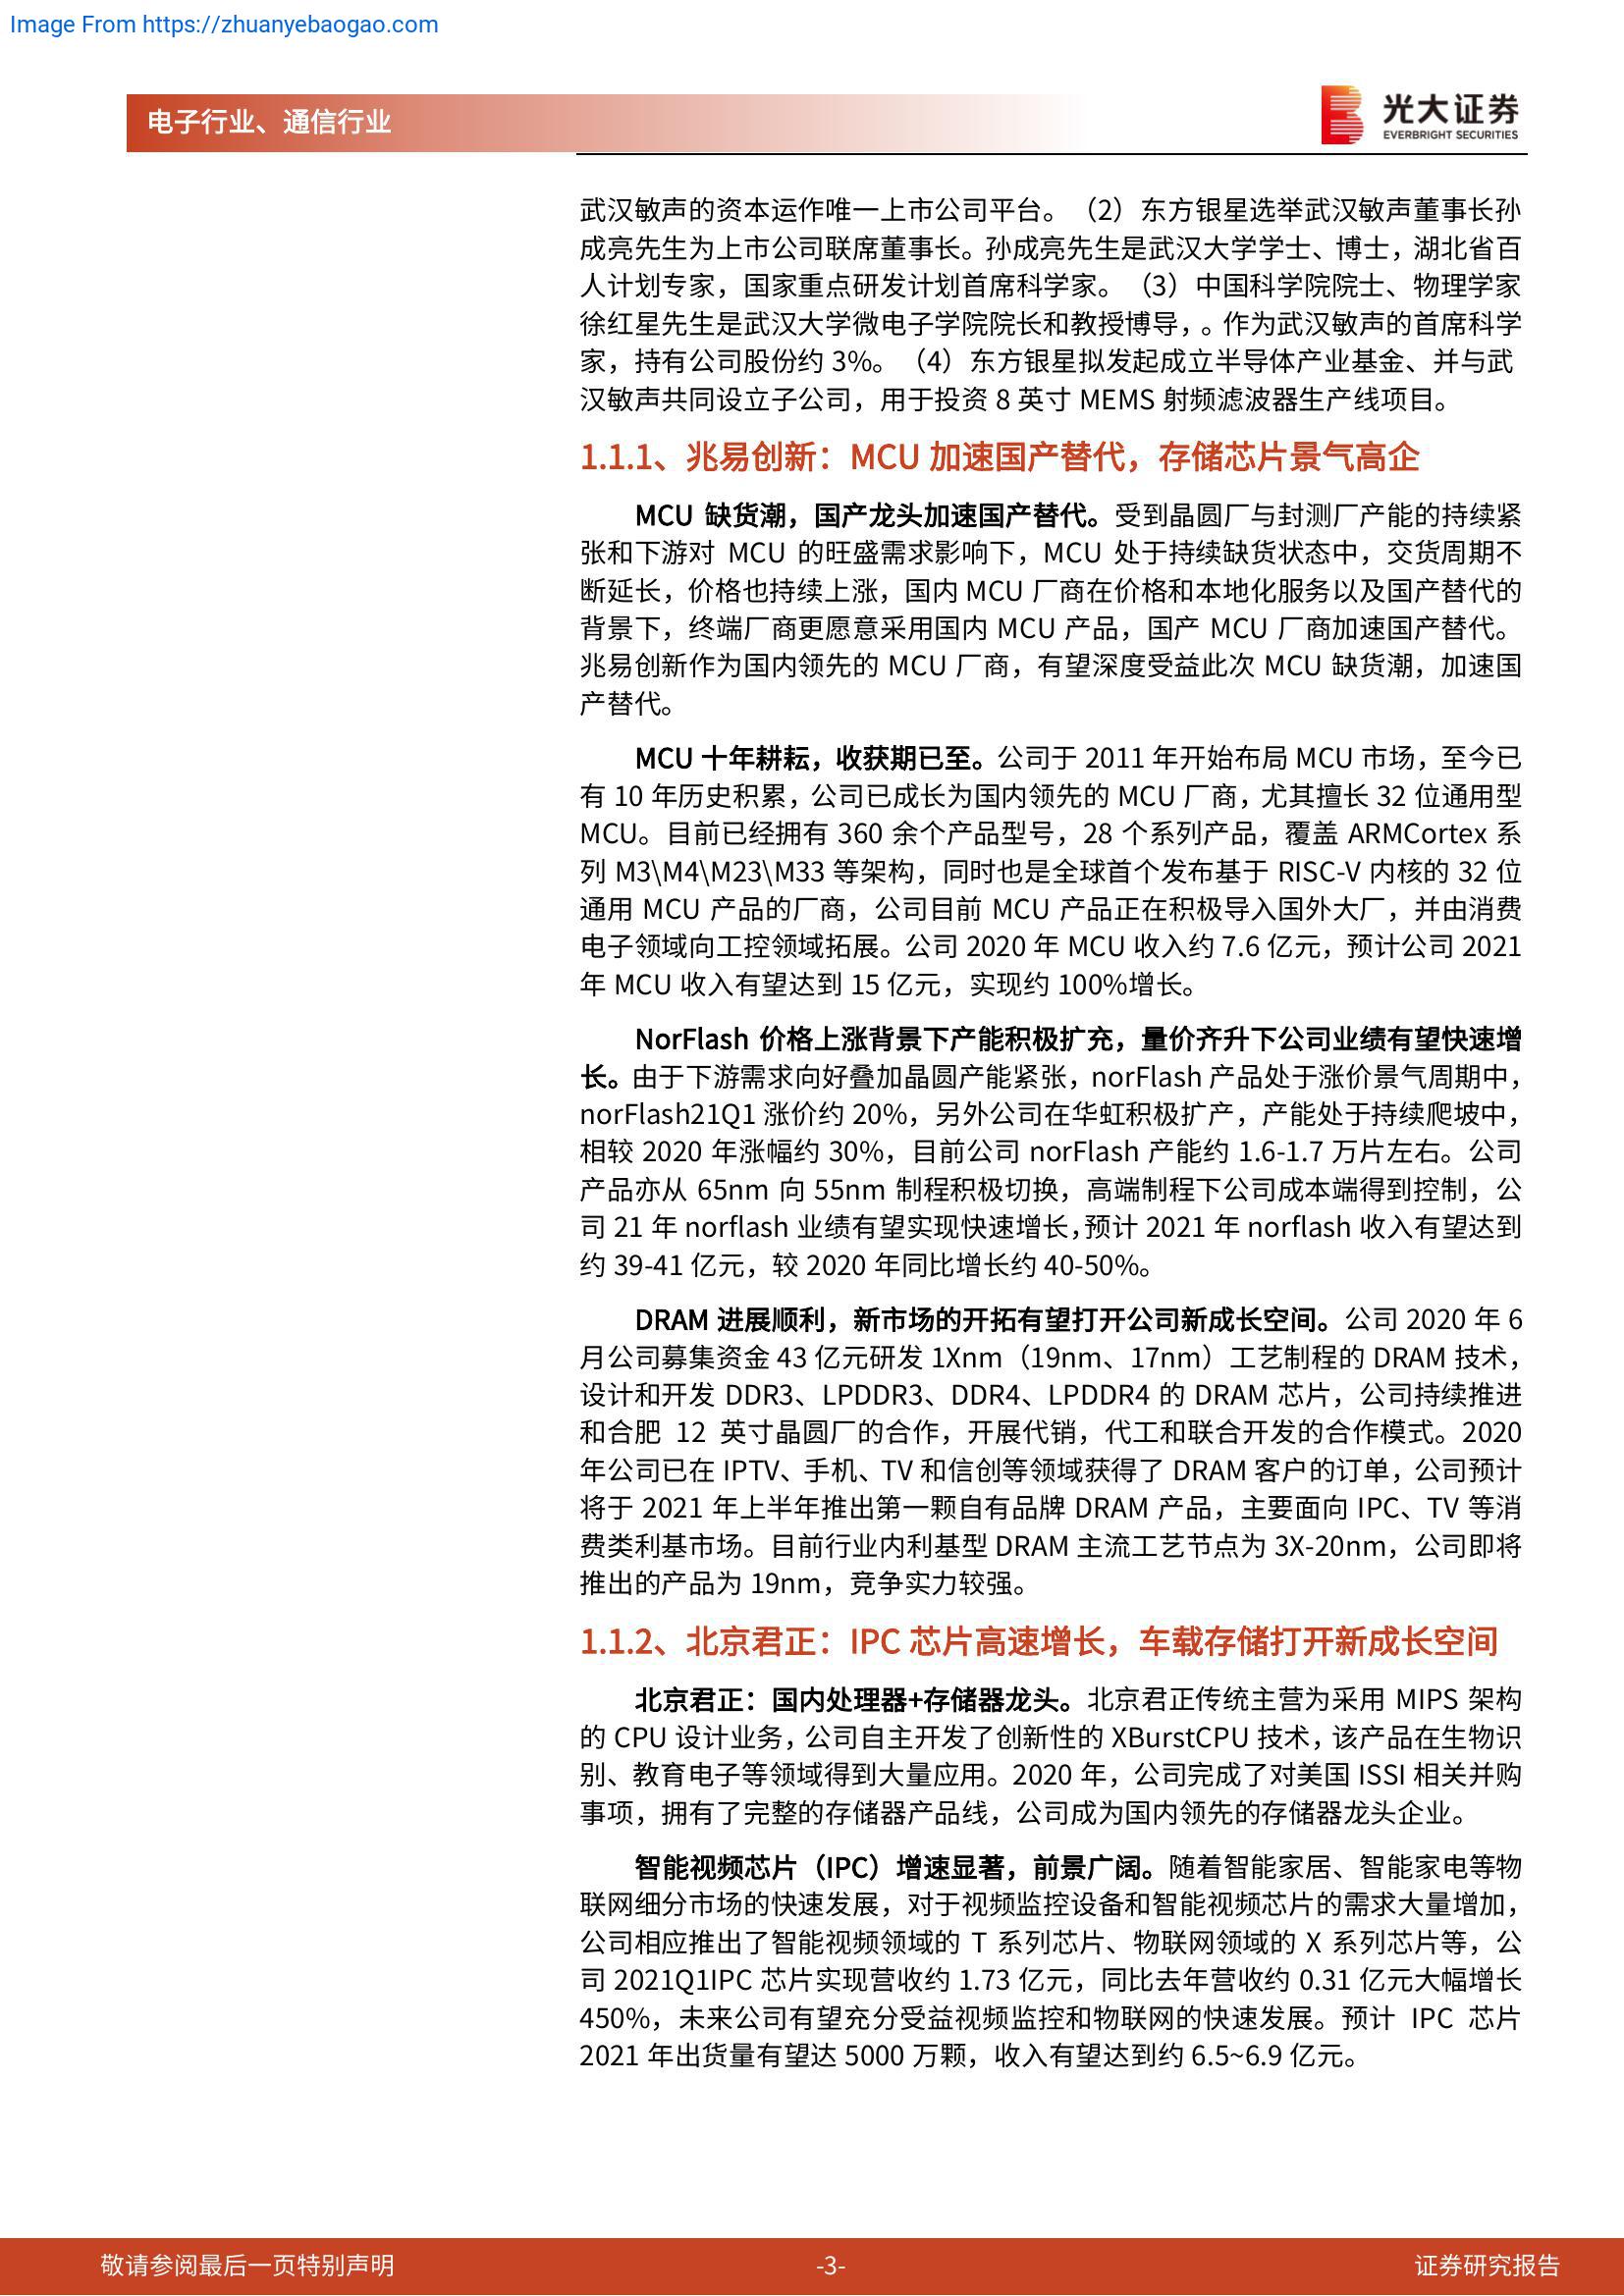 Image From https://zhuanyebaogao.com
电子行业、通信行业
光大证券
EVERBRIGHT SECURITIES
武汉敏声的资本运作唯一上市公司平台。（2）东方银星选举武汉敏声董事长孙
成亮先生为上市公司联席董事长。孙成亮先生是武汉大学学士、博士，湖北省百
人计划专家，国家重点研发计划首席科学家。（3）中国科学院院士、物理学家
徐红星先生是武汉大学微电子学院院长和教授博导，。作为武汉敏声的首席科学
家，持有公司股份约 3%。（4）东方银星拟发起成立半导体产业基金、并与武
汉敏声共同设立子公司，用于投资 8 英寸 MEMS 射频滤波器生产线项目。
1.1.1、兆易创新：MCU 加速国产替代，存储芯片景气高企
MCU 缺货潮，国产龙头加速国产替代。受到晶圆厂与封测厂产能的持续紧
张和下游对 MCU 的旺盛需求影响下，MCU 处于持续缺货状态中，交货周期不
断延长，价格也持续上涨，国内 MCU 厂商在价格和本地化服务以及国产替代的
背景下，终端厂商更愿意采用国内 MCU 产品，国产 MCU 厂商加速国产替代。
兆易创新作为国内领先的 MCU 厂商，有望深度受益此次 MCU 缺货潮，加速国
产替代。
MCU 十年耕耘，收获期已至。公司于 2011 年开始布局 MCU 市场，至今已
有 10 年历史积累，公司已成长为国内领先的 MCU 厂商，尤其擅长 32 位通用型
MCU。目前已经拥有 360 余个产品型号，28 个系列产品，覆盖 ARMCortex 系
列 M3\M4\M23\M33 等架构，同时也是全球首个发布基于 RISC-V 内核的 32 位
通用 MCU 产品的厂商，公司目前 MCU 产品正在积极导入国外大厂，并由消费
电子领域向工控领域拓展。公司 2020 年 MCU 收入约 7.6 亿元，预计公司 2021
年 MCU 收入有望达到 15 亿元，实现约 100%增长。
NorFlash 价格上涨背景下产能积极扩充，量价齐升下公司业绩有望快速增
长。由于下游需求向好叠加晶圆产能紧张，norFlash 产品处于涨价景气周期中，
norFlash21Q1 涨价约 20%，另外公司在华虹积极扩产，产能处于持续爬坡中，
相较 2020 年涨幅约 30%，目前公司 norFlash 产能约 1.6-1.7 万片左右。公司
产品亦从 65nm 向 55nm 制程积极切换，高端制程下公司成本端得到控制，公
司 21 年 norflash 业绩有望实现快速增长，预计 2021 年 norflash 收入有望达到
约 39-41 亿元，较 2020 年同比增长约 40-50%。
DRAM 进展顺利，新市场的开拓有望打开公司新成长空间。公司 2020 年 6
月公司募集资金 43 亿元研发 1Xnm（19nm、17nm）工艺制程的 DRAM 技术，
设计和开发 DDR3、LPDDR3、DDR4、LPDDR4 的 DRAM 芯片，公司持续推进
和合肥 12 英寸晶圆厂的合作，开展代销，代工和联合开发的合作模式。2020
年公司已在 IPTV、手机、TV 和信创等领域获得了 DRAM 客户的订单，公司预计
将于 2021 年上半年推出第一颗自有品牌 DRAM 产品，主要面向 IPC、TV 等消
费类利基市场。目前行业内利基型 DRAM 主流工艺节点为 3X-20nm，公司即将
推出的产品为 19nm，竞争实力较强。
1.1.2、北京君正：IPC 芯片高速增长，车载存储打开新成长空间
北京君正：国内处理器+存储器龙头。北京君正传统主营为采用 MIPS 架构
的 CPU 设计业务，公司自主开发了创新性的 XBurstCPU 技术，该产品在生物识
别、教育电子等领域得到大量应用。2020 年，公司完成了对美国 ISSI 相关并购
事项，拥有了完整的存储器产品线，公司成为国内领先的存储器龙头企业。
智能视频芯片（IPC）增速显著，前景广阔。随着智能家居、智能家电等物
联网细分市场的快速发展，对于视频监控设备和智能视频芯片的需求大量增加，
公司相应推出了智能视频领域的 T 系列芯片、物联网领域的 X 系列芯片等，公
司 2021Q1IPC 芯片实现营收约 1.73 亿元，同比去年营收约 0.31 亿元大幅增长
450%，未来公司有望充分受益视频监控和物联网的快速发展。预计 IPC 芯片
2021 年出货量有望达 5000 万颗，收入有望达到约 6.5~6.9 亿元。
敬请参阅最后一页特别声明
-3-
证券研究报告